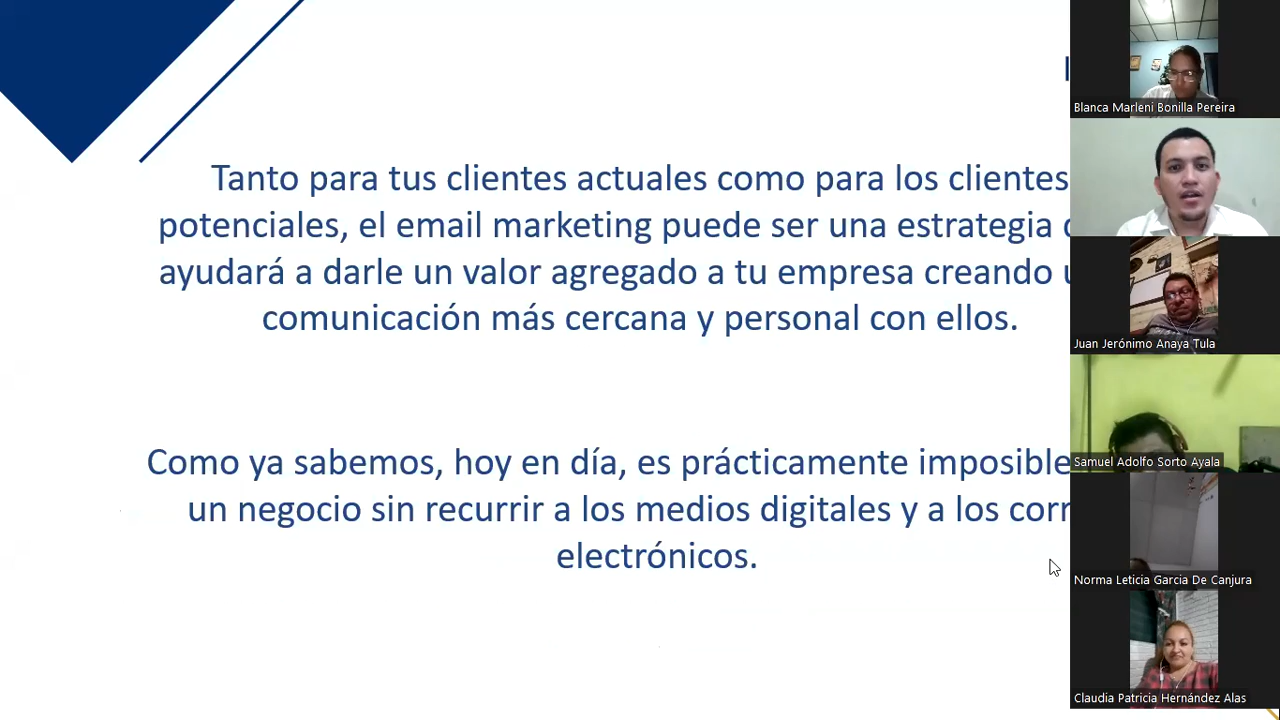 Tanto para tus clientes actuales como para los clientes
potenciales, el email marketing puede ser una estrategia
ayudará a darle un valor agregado a tu empresa creando
comunicación más cercana y personal con ellos.
Como ya sabemos, hoy en día, es prácticamente imposible
un negocio sin recurrir a los medios digitales y a los corr
electrónicos.
Blanca Marleni Bonilla Pereira
Juan Jerónimo Anaya Tula
Samuel Adolfo Sorto Ayala
Norma Leticia Garcia De Canjura
Claudia Patricia Hernández Alas